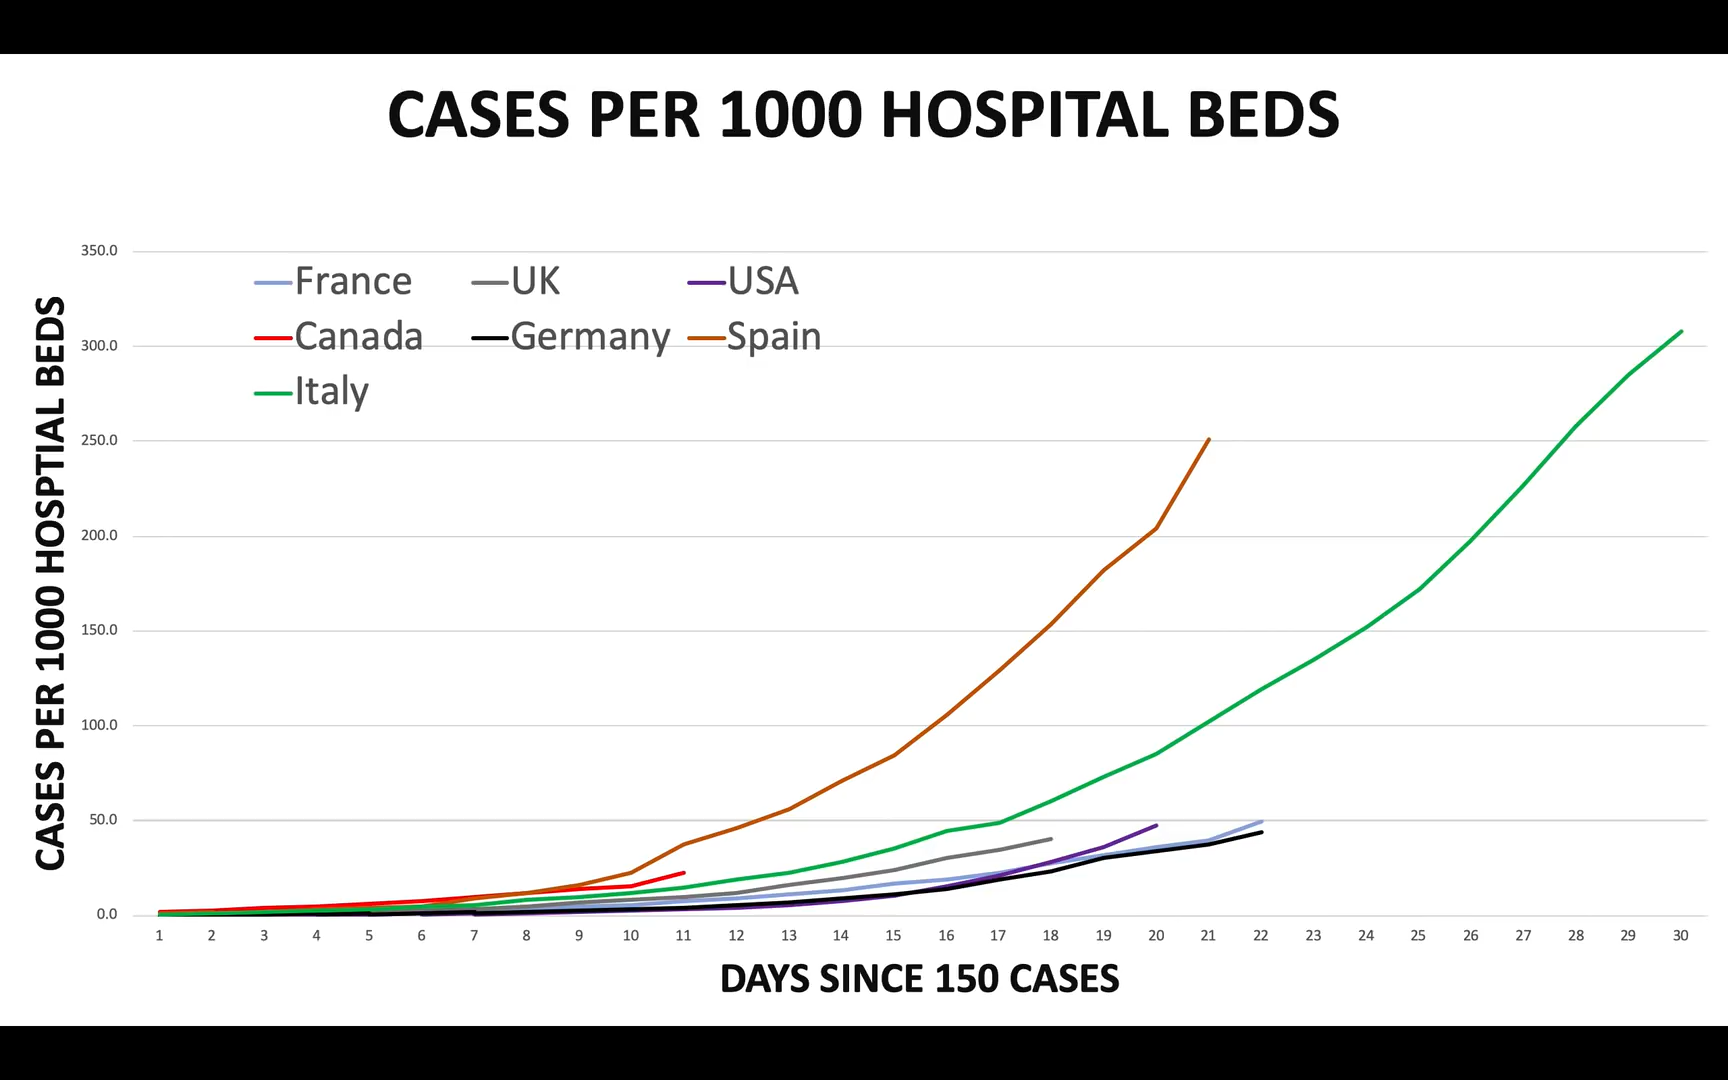 CASES PER 1000 HOSPITAL BEDS
CASES PER 1000 HOSPTIAL BEDS
350.0
300.0
250.0
200.0
150.0
100.0
50.0
0.0
France UK USA
Canada Germany Spain
Italy
1 2 3 4 5 6 7 8 9 10 11 12 13 14 15 16 17 18 19 20 21 22 23 24 25 26 27 28 29 30
DAYS SINCE 150 CASES